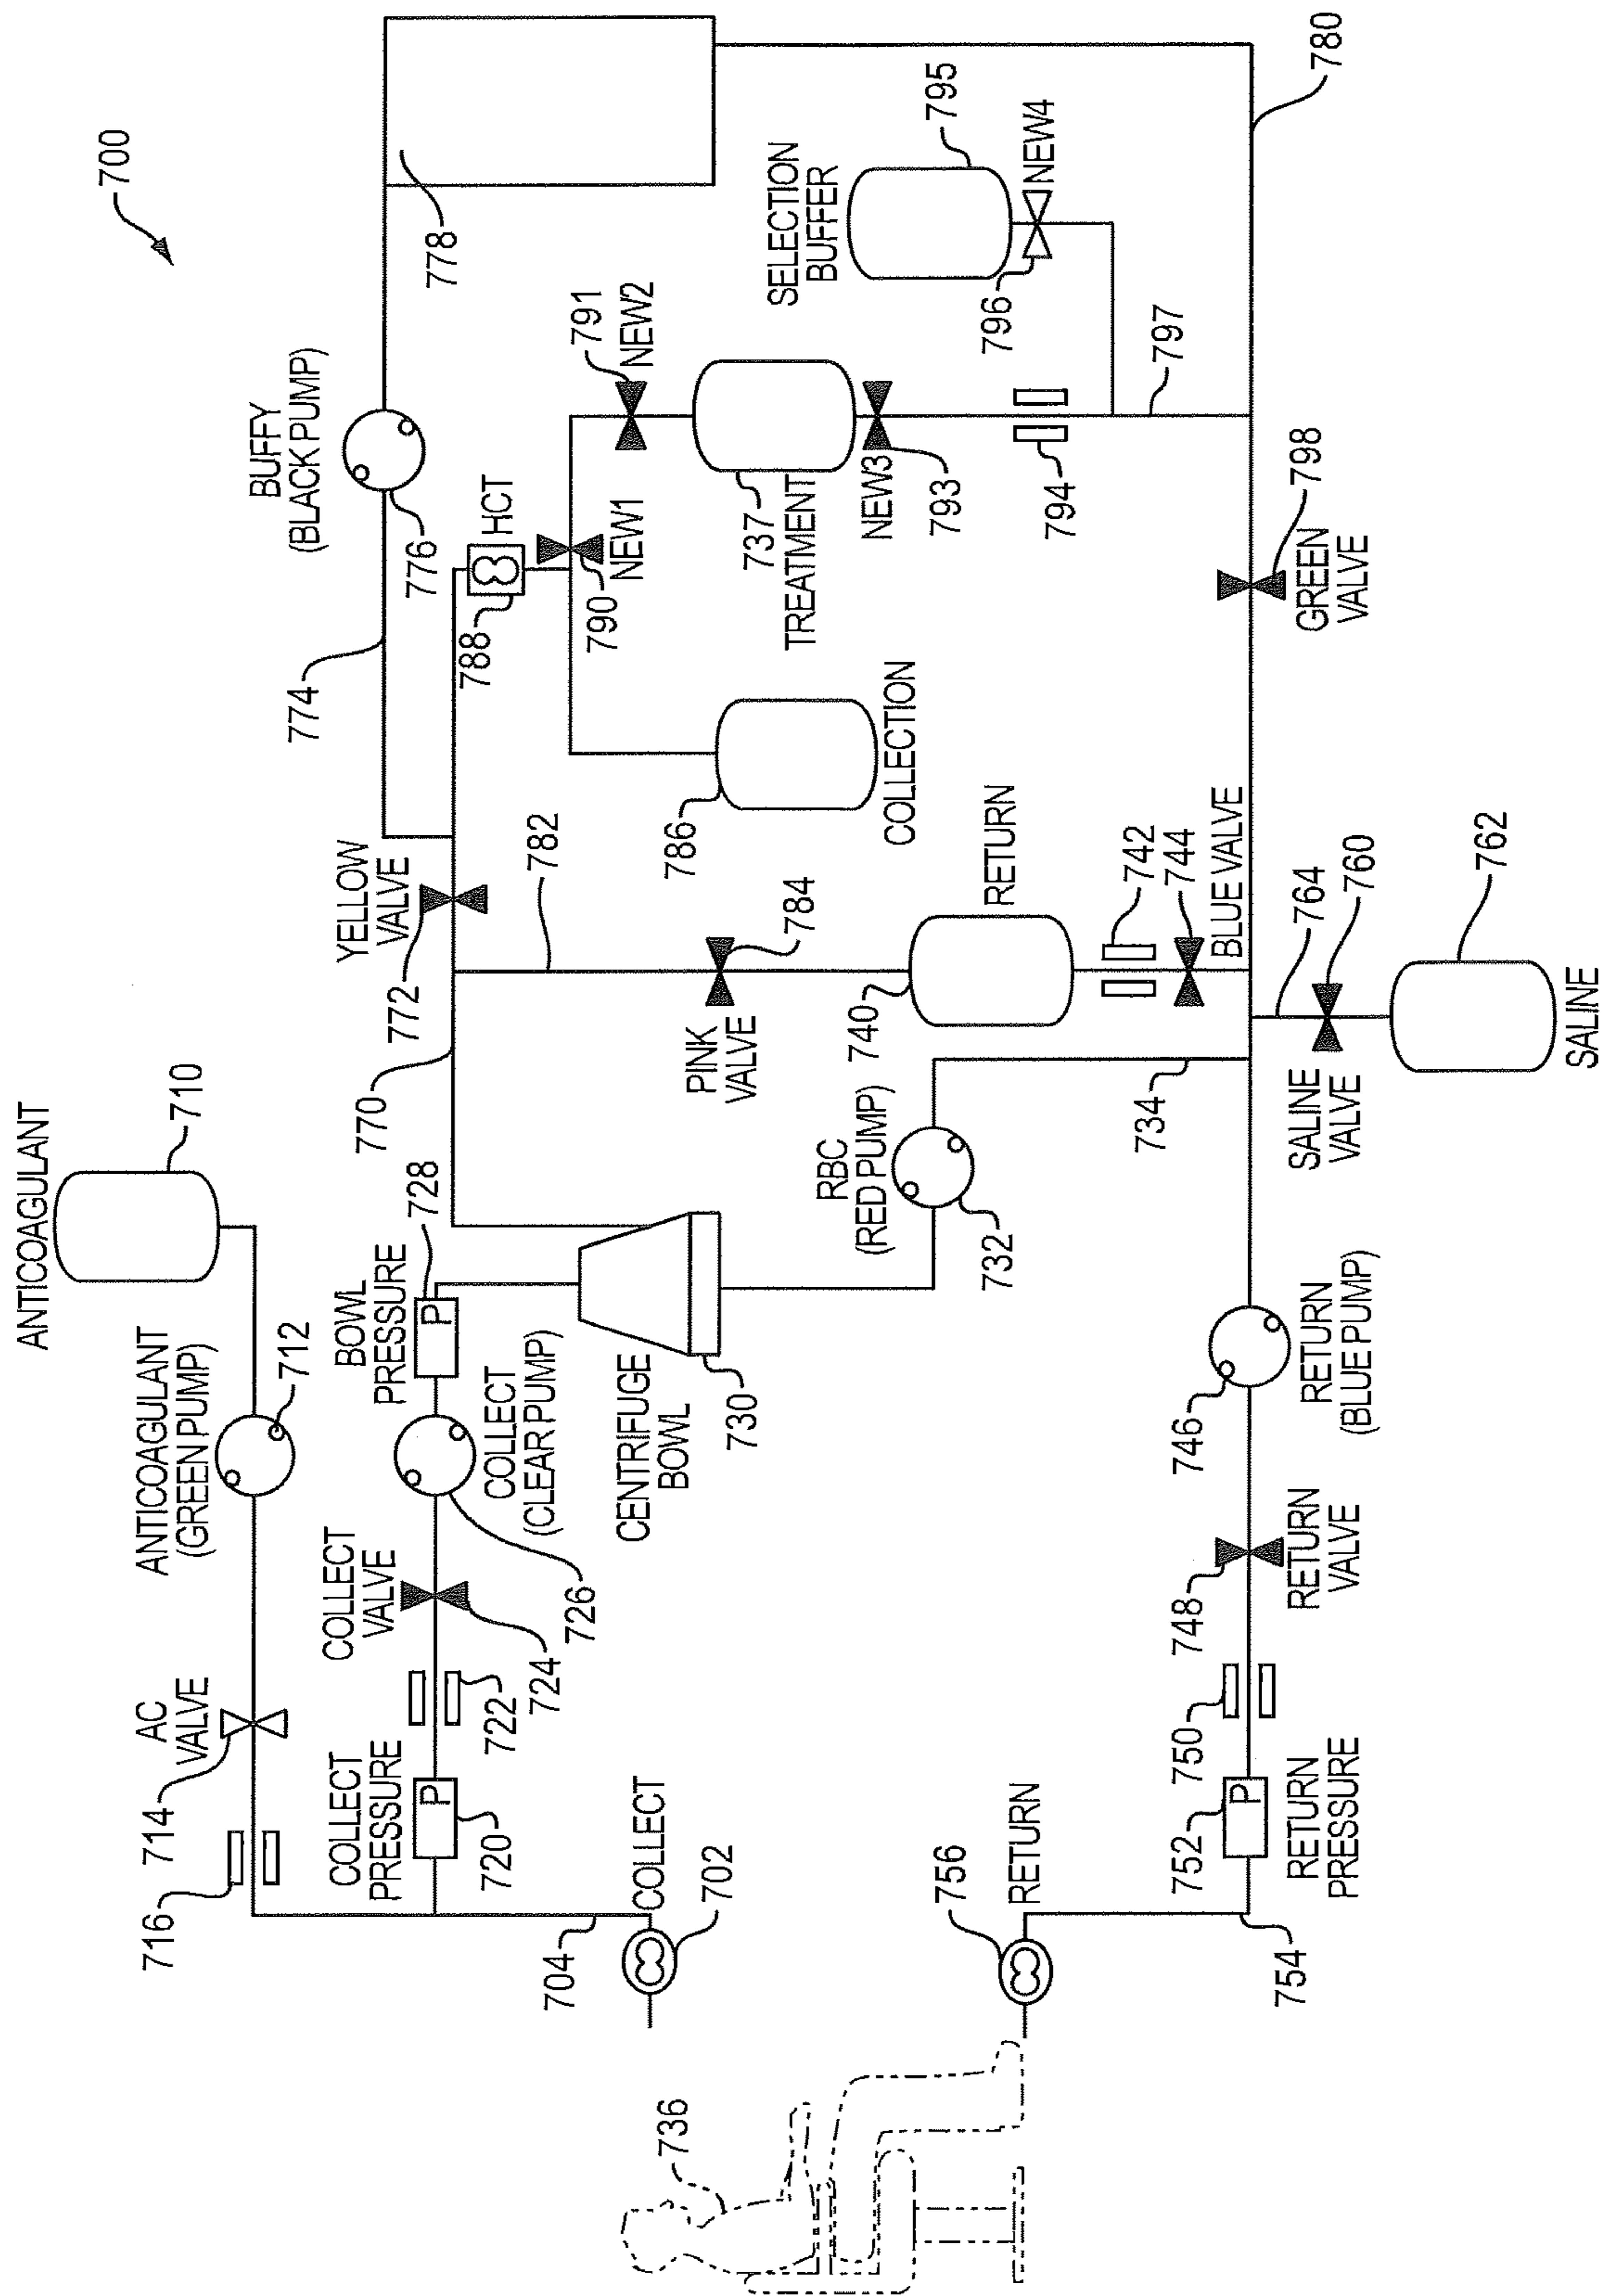 700
ANTICOAGULANT
710
ANTICOAGULANT
(GREEN PUMP)
712
AC
VALVE
714
716
COLLECT
PRESSURE
720
722
COLLECT
VALVE
724
COLLECT
(CLEAR PUMP)
726
BOWL
PRESSURE
728
P
P
COLLECT
702
704
CENTRIFUGE
BOWL
730
770
YELLOW
VALVE
772
774
BUFFY
(BLACK PUMP)
776
778
780
782
PINK
VALVE
784
HCT
788
NEW1
790
791
NEW2
COLLECTION
786
TREATMENT
737
NEW3
793
794
SELECTION
BUFFER
795
NEW4
796
797
GREEN
VALVE
798
RETURN
740
742
744
BLUE VALVE
RBC
(RED PUMP)
732
734
SALINE
VALVE
760
764
762
SALINE
RETURN
(BLUE PUMP)
746
RETURN
VALVE
748
750
P
RETURN
PRESSURE
752
754
RETURN
756
736